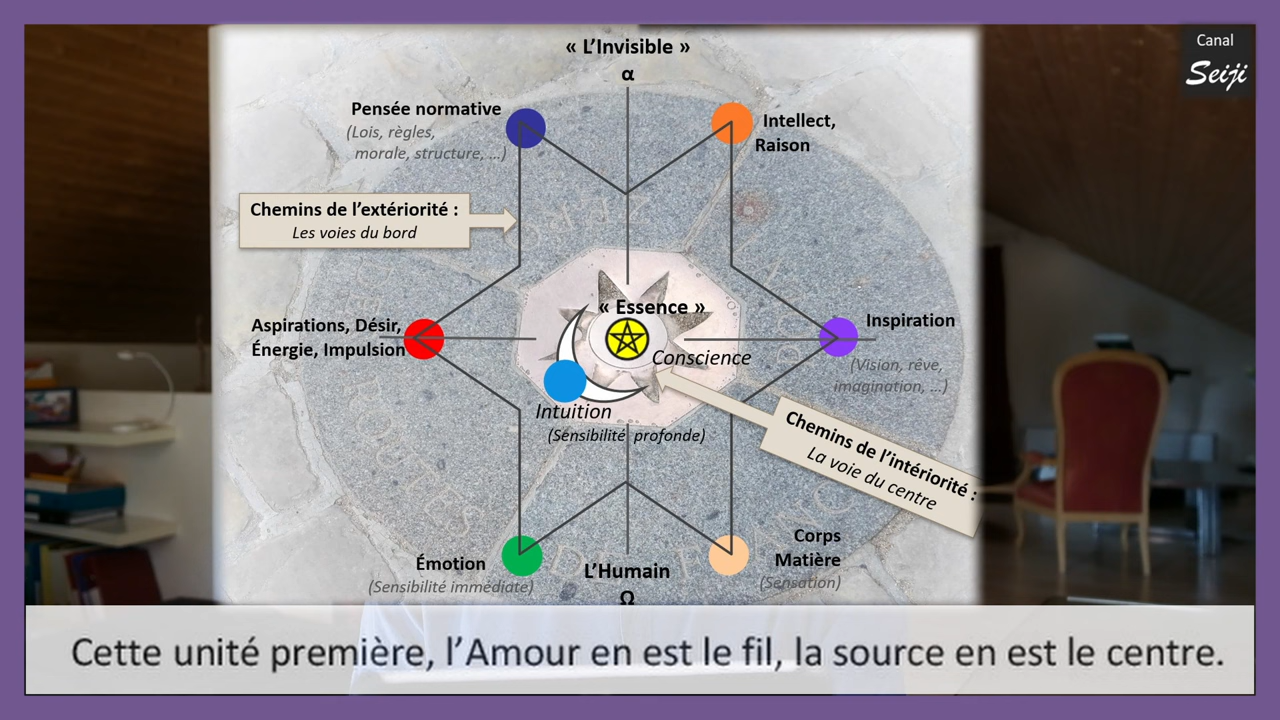 Canal
Seiji
« L’Invisible »
α
Pensée normative
(Lois, règles,
morale, structure, ...)
Intellect,
Raison
Chemins de l’extériorité :
Les voies du bord
« Essence »
Aspirations, Désir,
Énergie, Impulsion
Inspiration
(Vision, rêve,
imagination, ...)
Conscience
Intuition
(Sensibilité profonde)
Chemins de l’intériorité :
La voie du centre
Émotion
(Sensibilité immédiate)
L’Humain
Ω
Corps
Matière
(Sensation)
Cette unité première, l’Amour en est le fil, la source en est le centre.